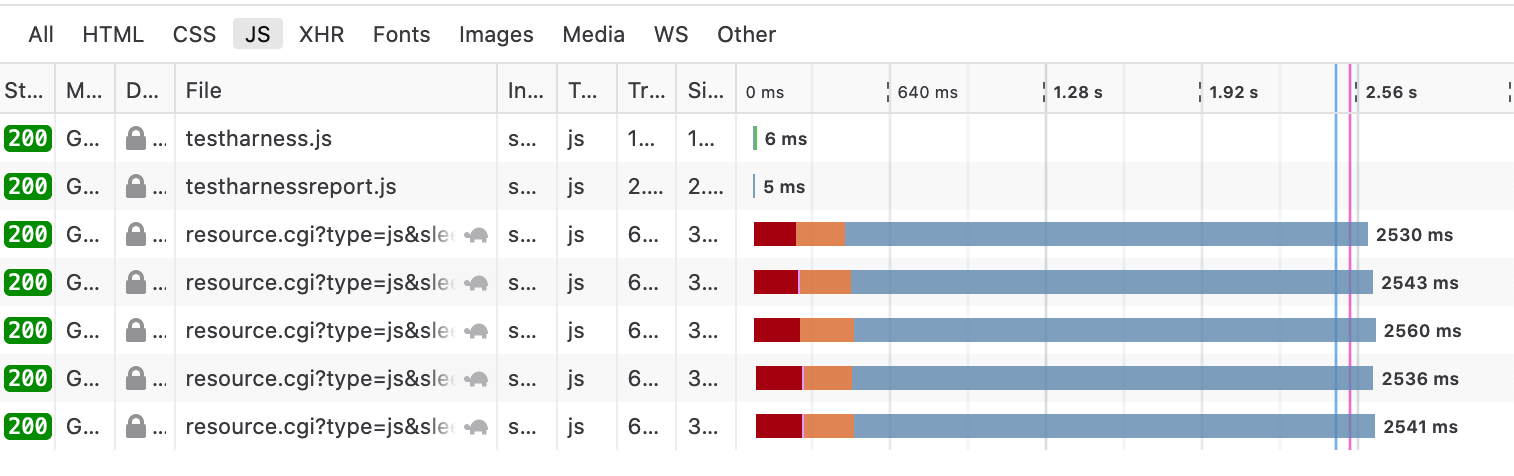 All HTML CSS JS XHR Fonts Images Media WS Other
St... M... D... File In... T... Tr... Si... 0 ms 640 ms 1.28 s 1.92 s 2.56 s
200 G... ... testharness.js s... js 1... 1... 6 ms
200 G... ... testharnessreport.js s... js 2.... 2.... 5 ms
200 G... ... resource.cgi?type=js&sle s... js 6... 3... 2530 ms
200 G... ... resource.cgi?type=js&sle s... js 6... 3... 2543 ms
200 G... ... resource.cgi?type=js&sle s... js 6... 3... 2560 ms
200 G... ... resource.cgi?type=js&sle s... js 6... 3... 2536 ms
200 G... ... resource.cgi?type=js&sle s... js 6... 3... 2541 ms